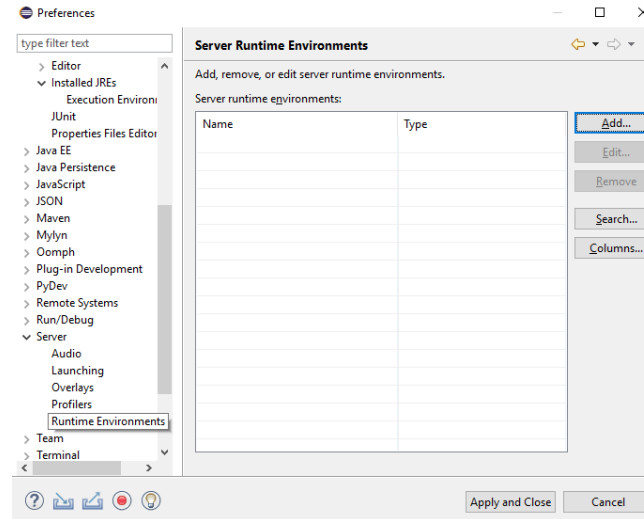 Preferences
type filter text
Editor
Installed JREs
Execution Environ
JUnit
Properties Files Editor
Java EE
Java Persistence
JavaScript
JSON
Maven
Mylyn
Oomph
Plug-in Development
PyDev
Remote Systems
Run/Debug
Server
Audio
Launching
Overlays
Profilers
Runtime Environments
Team
Terminal
Server Runtime Environments
Add, remove, or edit server runtime environments.
Server runtime environments:
Name Type
Add...
Edit...
Remove
Search...
Columns...
Apply and Close Cancel